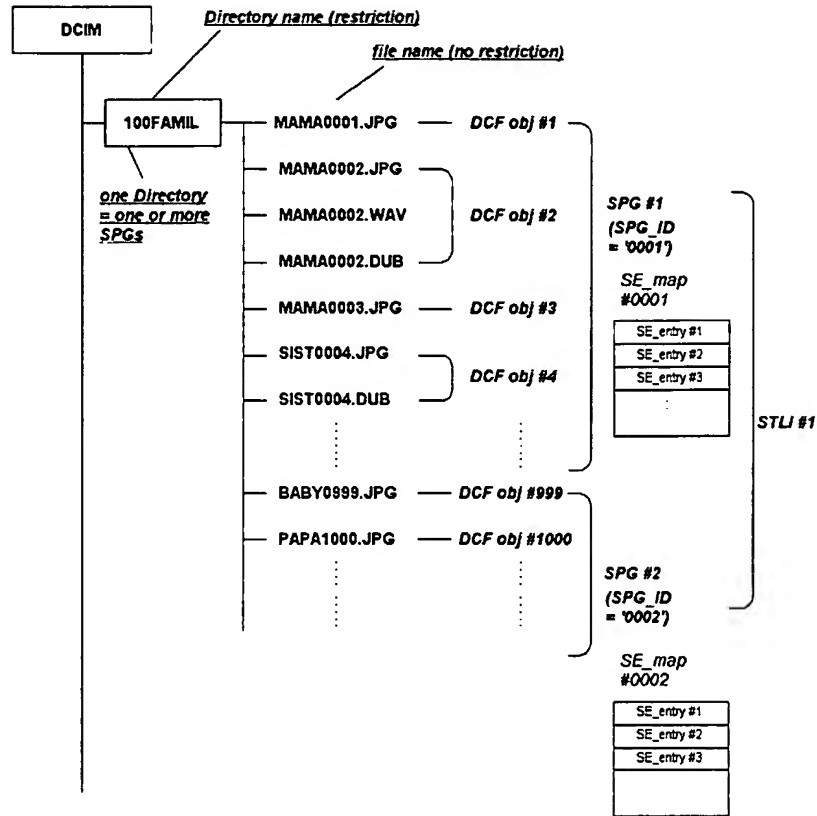 DCIM
Directory name (restriction)
file name (no restriction)
100FAMIL
MAMA0001.JPG
DCF obj #1
MAMA0002.JPG
one Directory
= one or more
SPGs
MAMA0002.WAV
DCF obj #2
MAMA0002.DUB
SPG #1
(SPG_ID
= '0001')
SE_map
#0001
MAMA0003.JPG
DCF obj #3
SE_entry #1
SE_entry #2
SE_entry #3
SIST0004.JPG
DCF obj #4
SIST0004.DUB
STLI #1
BABY0999.JPG
DCF obj #999
PAPA1000.JPG
DCF obj #1000
SPG #2
(SPG_ID
= '0002')
SE_map
#0002
SE_entry #1
SE_entry #2
SE_entry #3